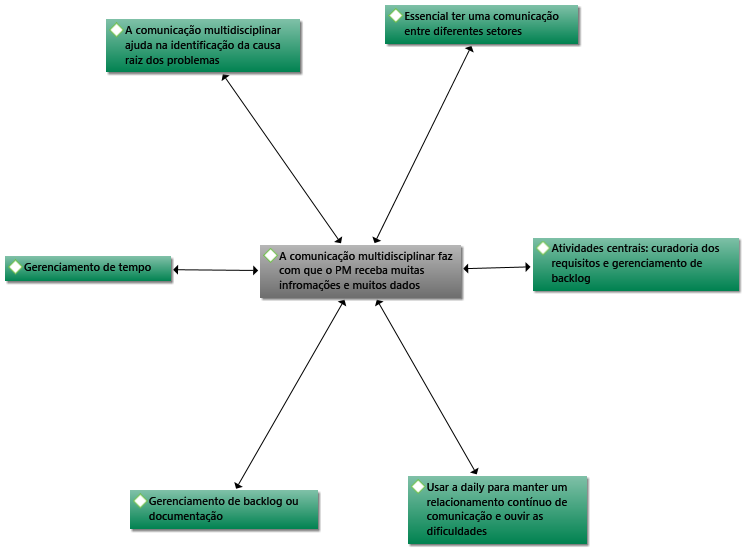 A comunicação multidisciplinar
ajuda na identificação da causa
raiz dos problemas
Essencial ter uma comunicação
entre diferentes setores
Gerenciamento de tempo
A comunicação multidisciplinar faz
com que o PM receba muitas
infromações e muitos dados
Atividades centrais: curadoria dos
requisitos e gerenciamento de
backlog
Gerenciamento de backlog ou
documentação
Usar a daily para manter um
relacionamento contínuo de
comunicação e ouvir as
dificuldades